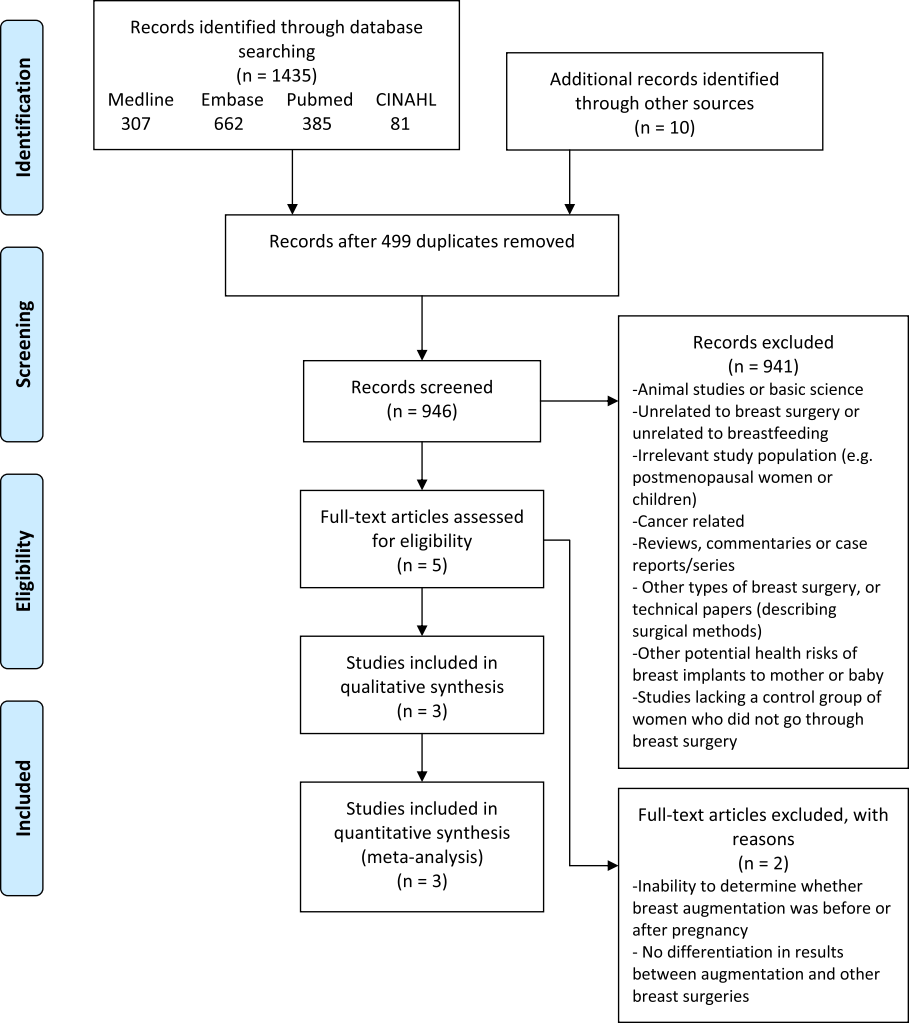 Identification
Records identified through database
searching
(n = 1435)
Medline Embase Pubmed CINAHL
307 662 385 81
Additional records identified
through other sources
(n = 10)
Records after 499 duplicates removed
Screening
Records screened
(n = 946)
Records excluded
(n = 941)
-Animal studies or basic science
-Unrelated to breast surgery or
unrelated to breastfeeding
-Irrelevant study population (e.g.
postmenopausal women or
children)
-Cancer related
-Reviews, commentaries or case
reports/series
- Other types of breast surgery, or
technical papers (describing
surgical methods)
-Other potential health risks of
breast implants to mother or baby
-Studies lacking a control group of
women who did not go through
breast surgery
Eligibility
Full-text articles assessed
for eligibility
(n = 5)
Full-text articles excluded, with
reasons
(n = 2)
-Inability to determine whether
breast augmentation was before or
after pregnancy
- No differentiation in results
between augmentation and other
breast surgeries
Studies included in
qualitative synthesis
(n = 3)
Included
Studies included in
quantitative synthesis
(meta-analysis)
(n = 3)